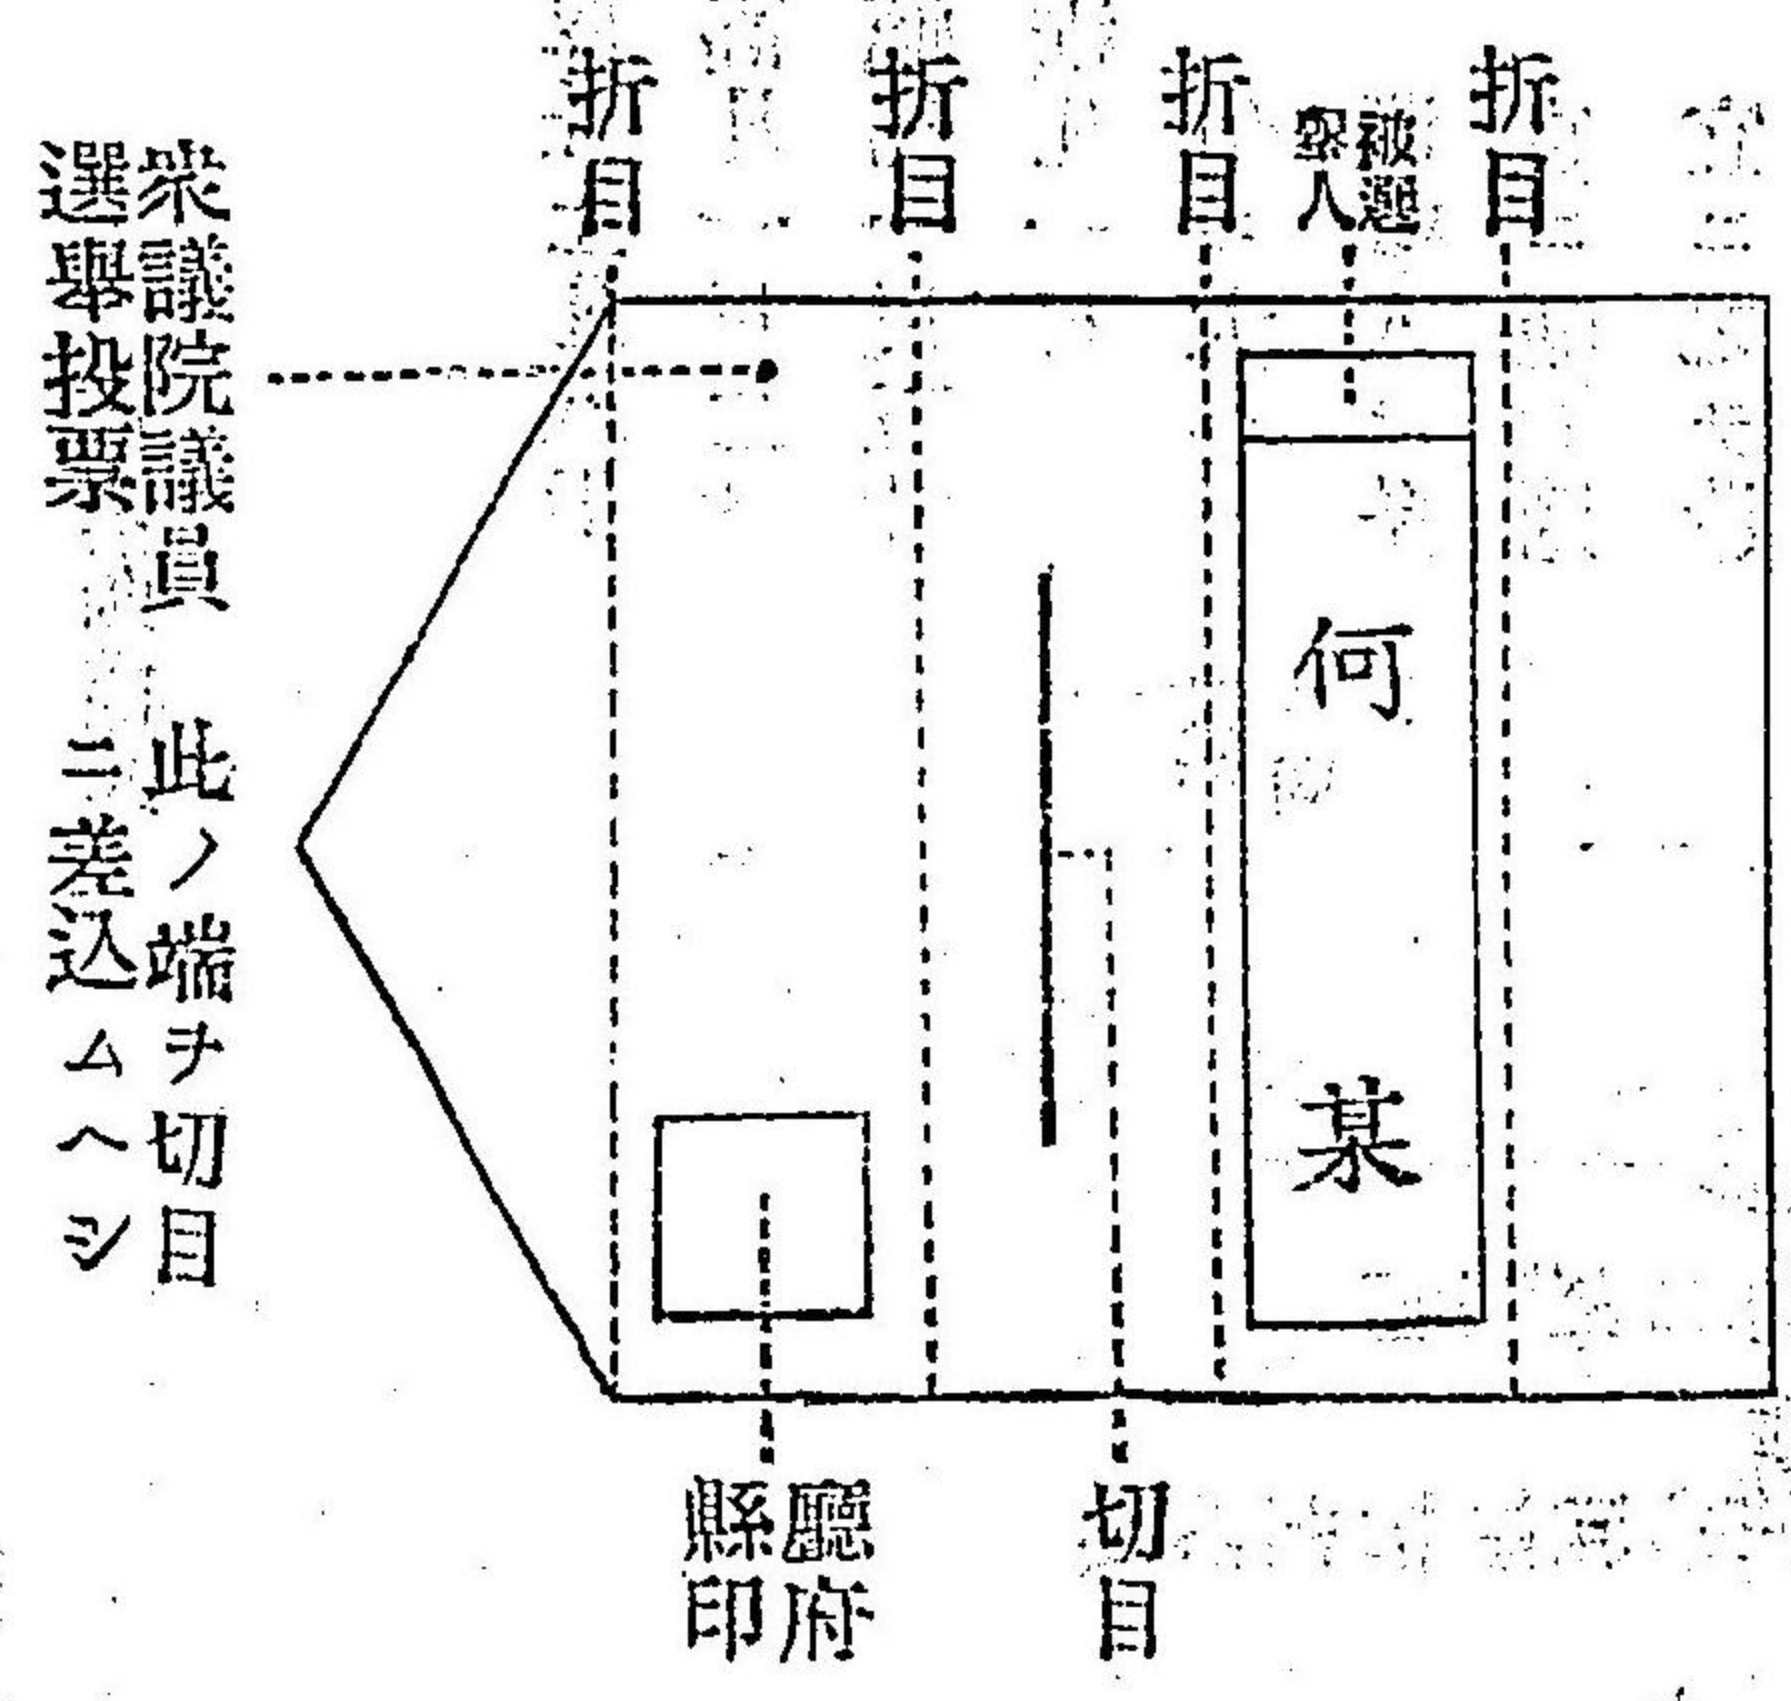 折目
被選
擧人
折目
折目
折目
何某
切目
廳府
縣印
衆議院議員
選擧投票
此ノ端ヲ切目
ニ差込ムヘシ